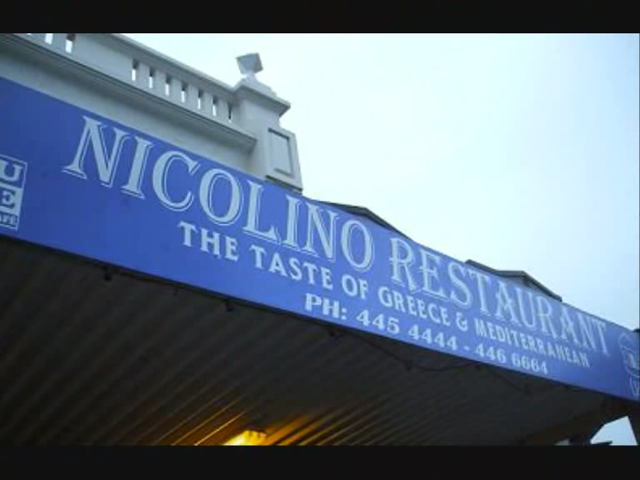 NICOLINO RESTAURANT
THE TASTE OF GREECE & MEDITERRANEAN
PH: 445 4444 - 446 6664
U
E